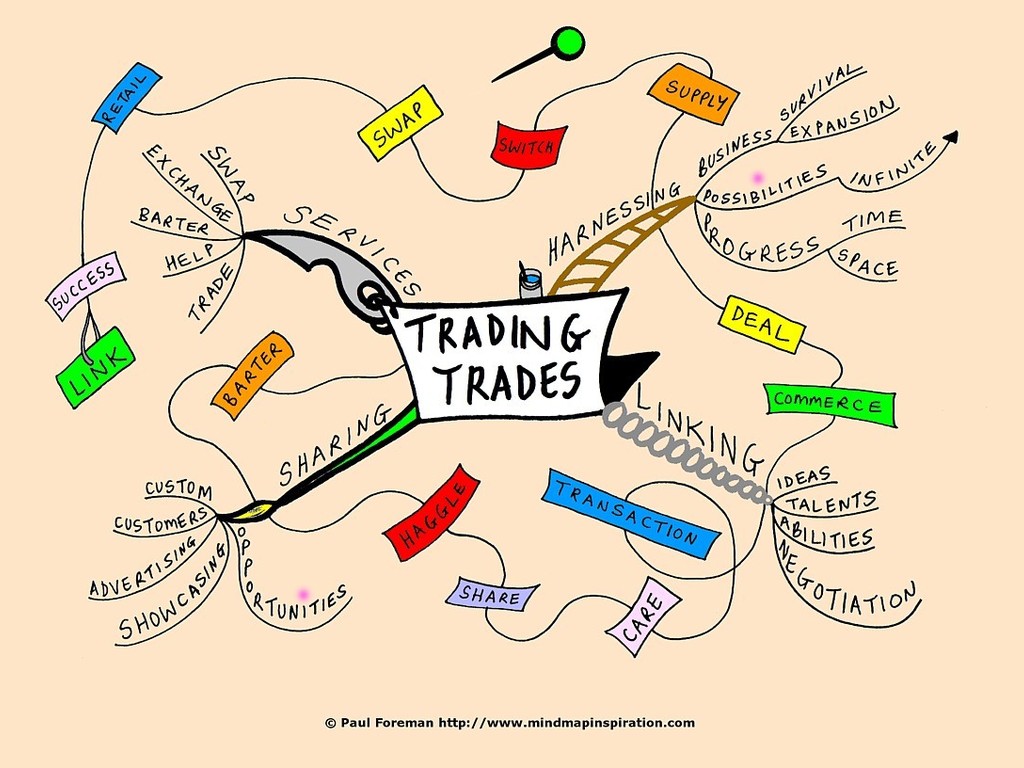 TRADING
TRADES
SERVICES
SWAP
EXCHANGE
BARTER
HELP
TRADE
HARNESSING
BUSINESS
SURVIVAL
EXPANSION
POSSIBILITIES
INFINITE
PROGRESS
TIME
SPACE
LINKING
IDEAS
TALENTS
ABILITIES
NEGOTIATION
SHARING
CUSTOM
CUSTOMERS
ADVERTISING
SHOWCASING
OPPORTUNITIES
LINK
SUCCESS
RETAIL
SWAP
SWITCH
SUPPLY
DEAL
COMMERCE
TRANSACTION
CARE
SHARE
HAGGLE
BARTER
© Paul Foreman http://www.mindmapinspiration.com